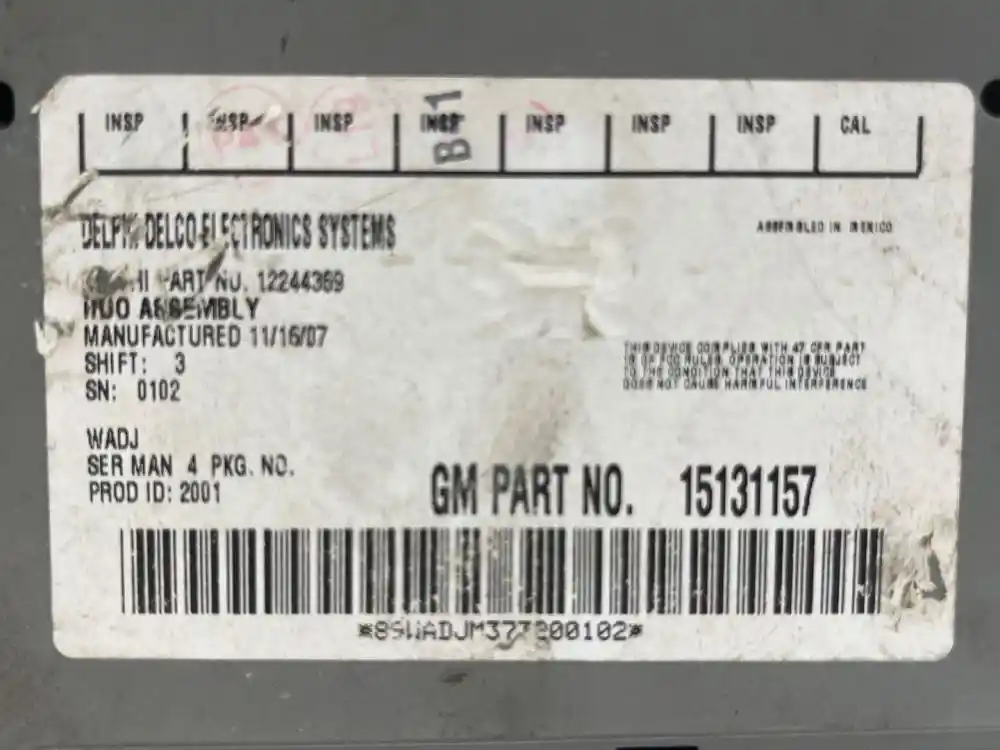 INSP INSP INSP INSP INSP INSP INSP CAL
B11
DELPHI DELCO ELECTRONICS SYSTEMS
ASSEMBLED IN MEXICO
DELPHI PART NO. 12244369
ASSEMBLY
MANUFACTURED 11/16/07
SHIFT: 3
SN: 0102
THIS DEVICE COMPLIES WITH 47 CFR PART
15 OF FCC RULES. OPERATION IS SUBJECT
TO THE CONDITION THAT THIS DEVICE
DOES NOT CAUSE HARMFUL INTERFERENCE
WADJ
SER MAN 4 PKG. NO.
PROD ID: 2001
GM PART NO. 15131157